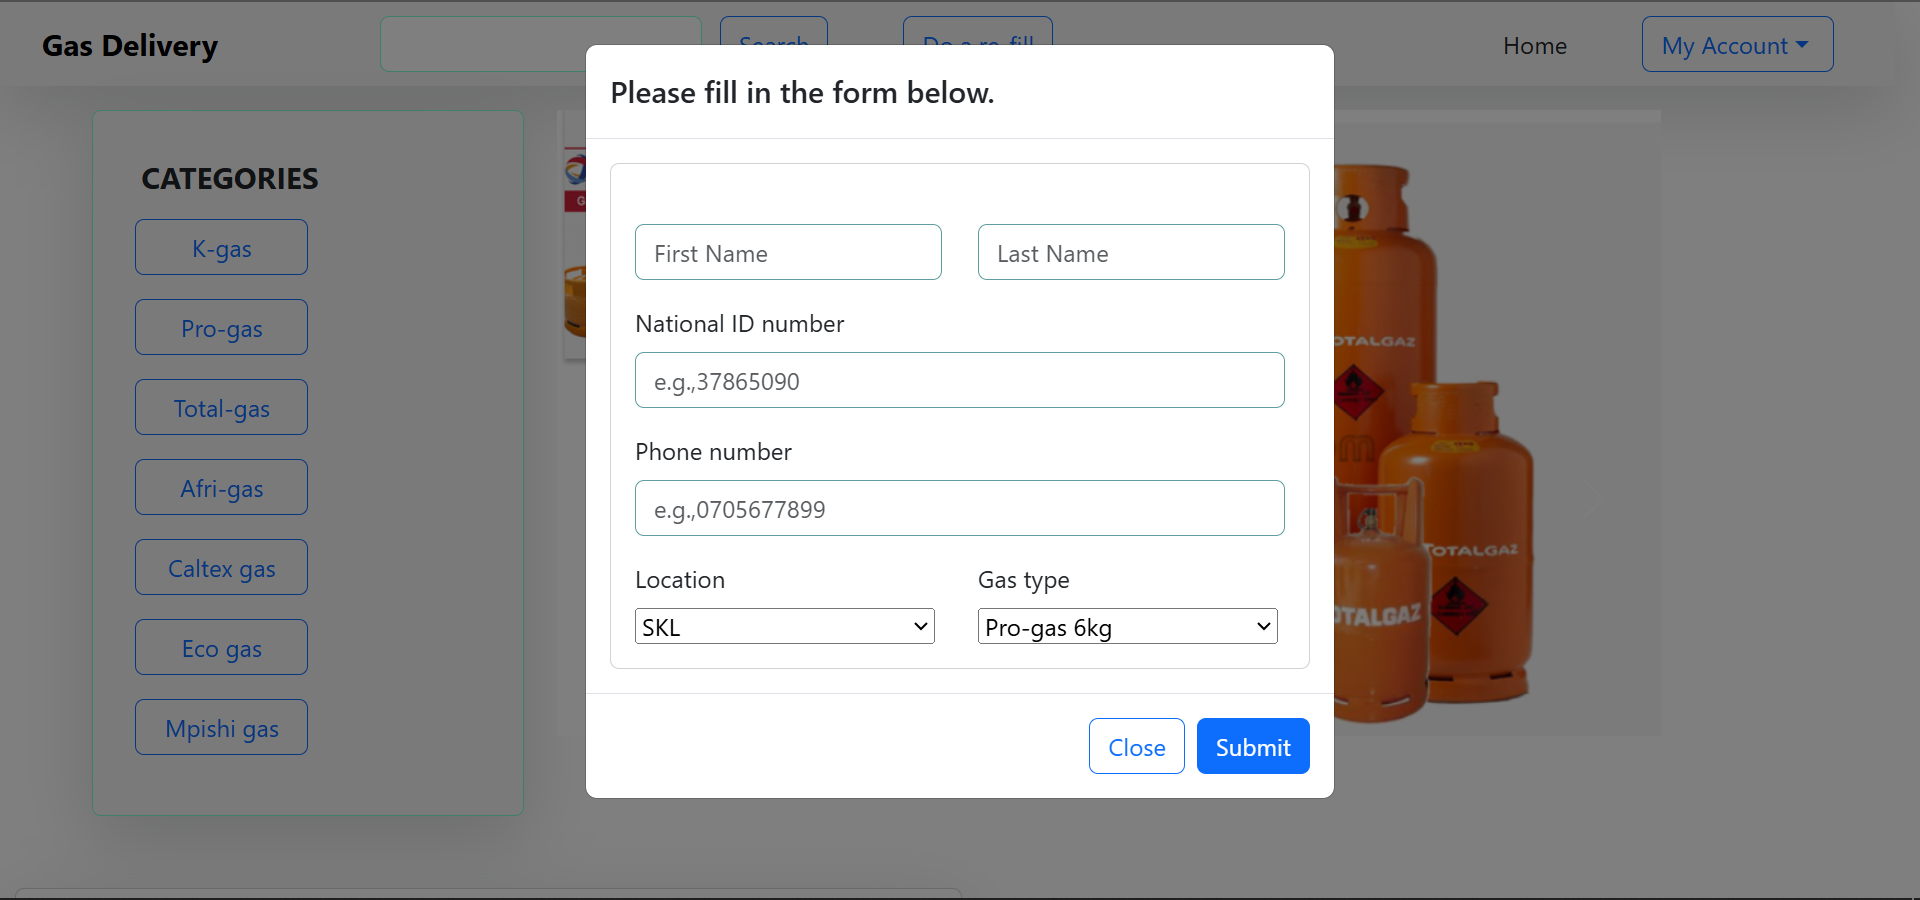 Gas Delivery
Search
Do a re-fill
Home
My Account
Please fill in the form below.
CATEGORIES
K-gas
Pro-gas
Total-gas
Afri-gas
Caltex gas
Eco gas
Mpishi gas
First Name
Last Name
National ID number
e.g.,37865090
Phone number
e.g.,0705677899
Location
Gas type
SKL
Pro-gas 6kg
Close
Submit
G
OTALGAZ
TOTALGAZ
OTALGAZ